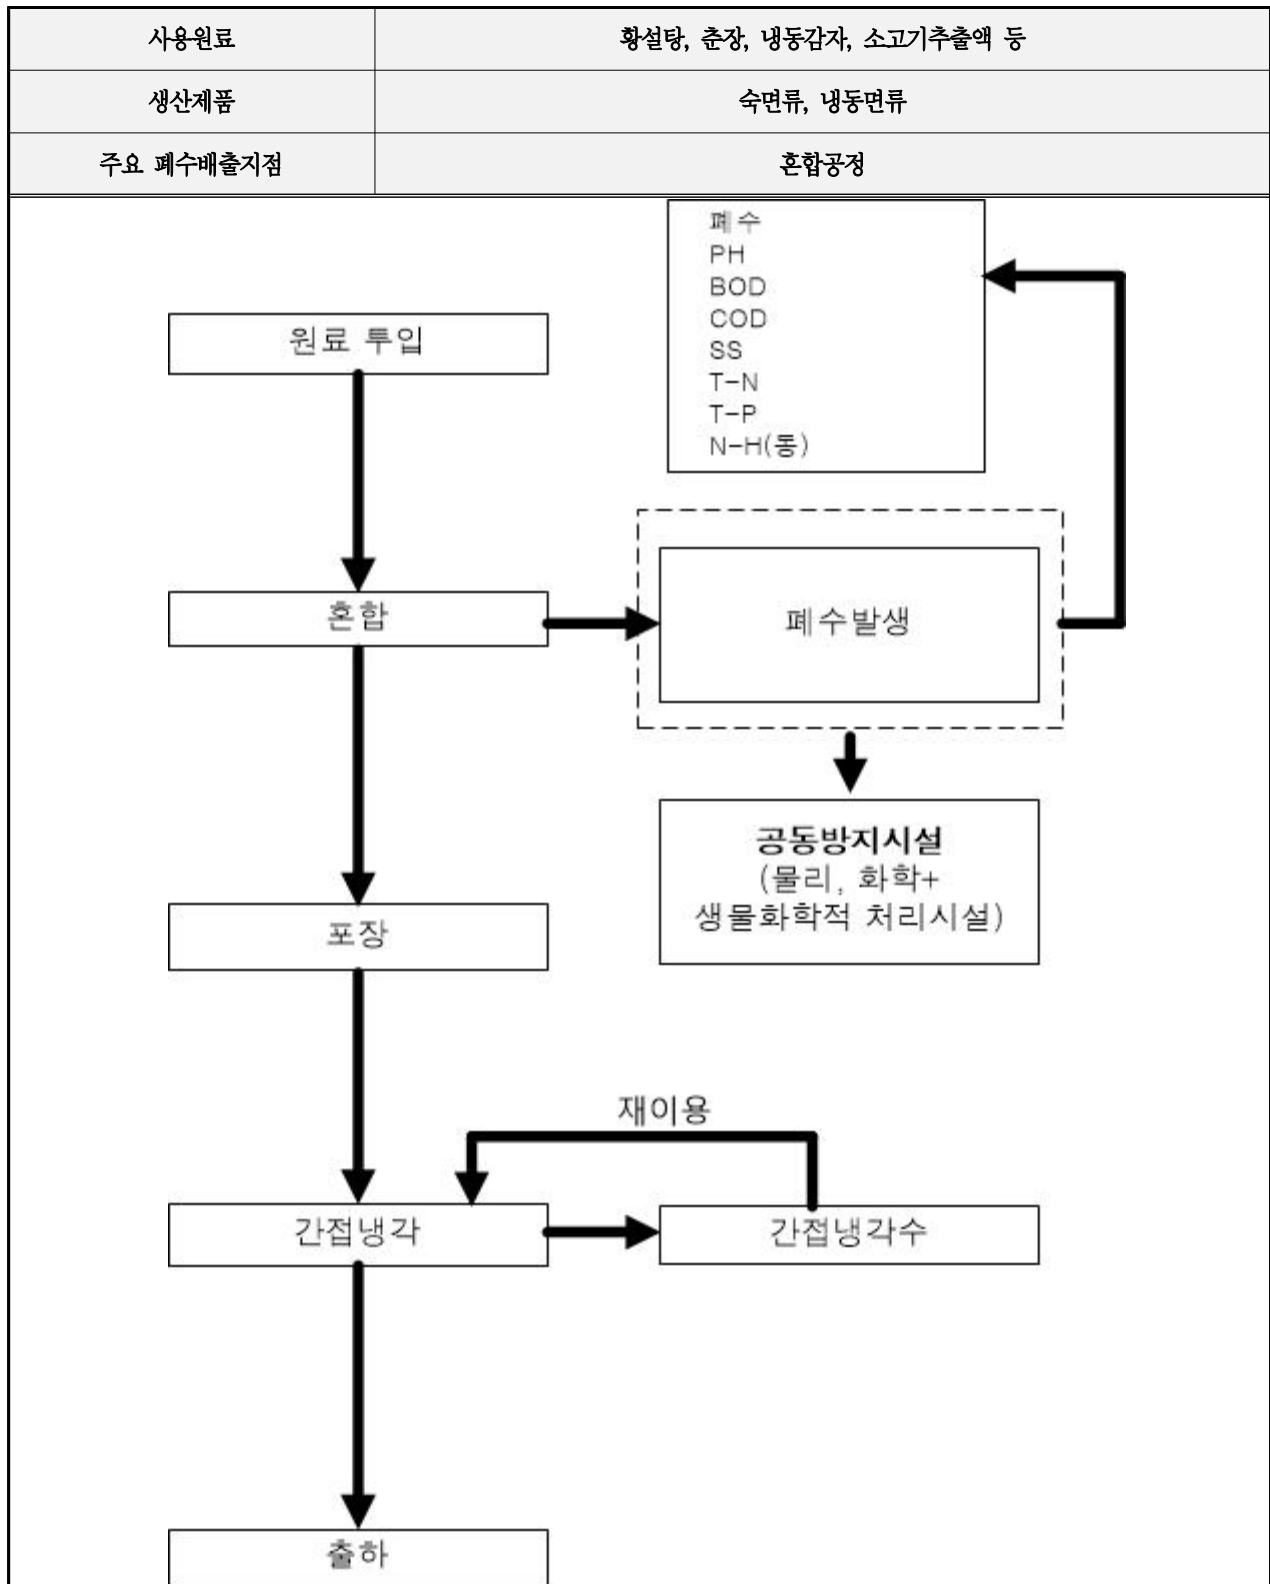 사용원료 황설탕, 춘장, 냉동감자, 소고기추출액 등
생산제품 숙면류, 냉동면류
주요 폐수배출지점 혼합공정
폐수
PH
BOD
COD
SS
T-N
T-P
N-H(통)
원료 투입
혼합
폐수발생
공동방지시설
(물리, 화학+
생물화학적 처리시설)
포장
재이용
간접냉각
간접냉각수
출하